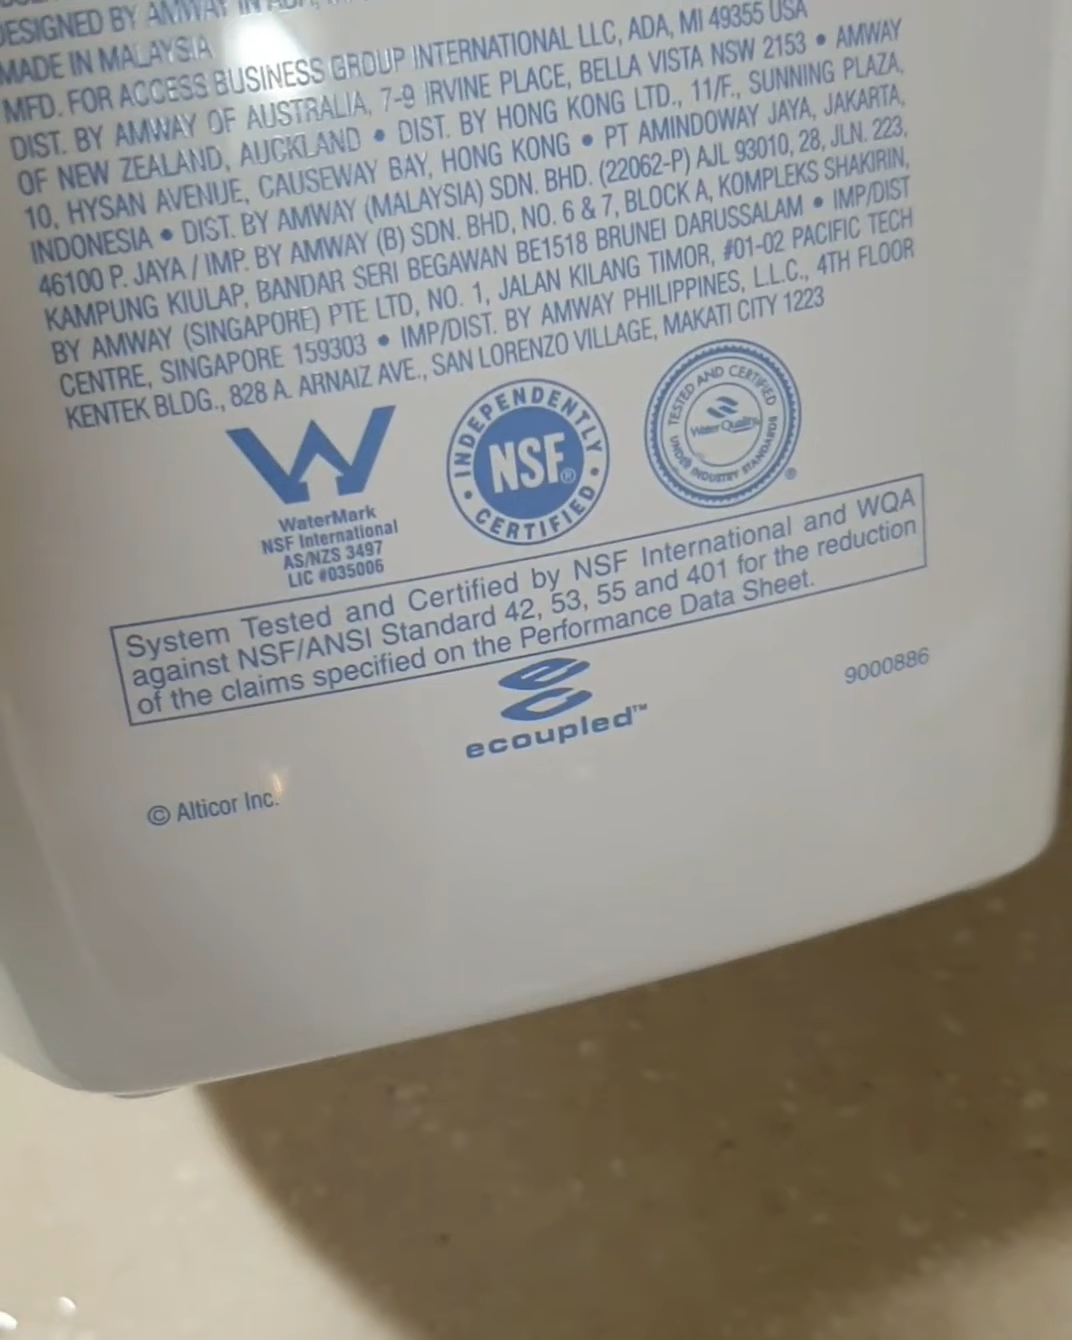 DESIGNED BY AMWAY IN ADA,
MADE IN MALAYSIA
MFD. FOR ACCESS BUSINESS GROUP INTERNATIONAL LLC, ADA, MI 49355 USA
DIST. BY AMWAY OF AUSTRALIA, 7-9 IRVINE PLACE, BELLA VISTA NSW 2153 • AMWAY
OF NEW ZEALAND, AUCKLAND • DIST. BY HONG KONG LTD., 11/F., SUNNING PLAZA,
10, HYSAN AVENUE, CAUSEWAY BAY, HONG KONG • PT AMINDOWAY JAYA, JAKARTA,
INDONESIA • DIST. BY AMWAY (MALAYSIA) SDN. BHD. (22062-P) AJL 93010, 28, JLN. 223,
46100 P. JAYA / IMP. BY AMWAY (B) SDN. BHD, NO. 6 & 7, BLOCK A, KOMPLEKS SHAKIRIN,
KAMPUNG KIULAP, BANDAR SERI BEGAWAN BE1518 BRUNEI DARUSSALAM • IMP/DIST
BY AMWAY (SINGAPORE) PTE LTD, NO. 1, JALAN KILANG TIMOR, #01-02 PACIFIC TECH
CENTRE, SINGAPORE 159303 • IMP/DIST. BY AMWAY PHILIPPINES, L.L.C., 4TH FLOOR
KENTEK BLDG., 828 A. ARNAIZ AVE., SAN LORENZO VILLAGE, MAKATI CITY 1223
W
WaterMark
NSF International
AS/NZS 3497
LIC #035006
INDEPENDENTLY
NSF®
CERTIFIED
TESTED AND CERTIFIED
Water Quality
UNDER INDUSTRY STANDARDS
®
System Tested and Certified by NSF International and WQA
against NSF/ANSI Standard 42, 53, 55 and 401 for the reduction
of the claims specified on the Performance Data Sheet.
ecoupled™
9000886
© Alticor Inc.